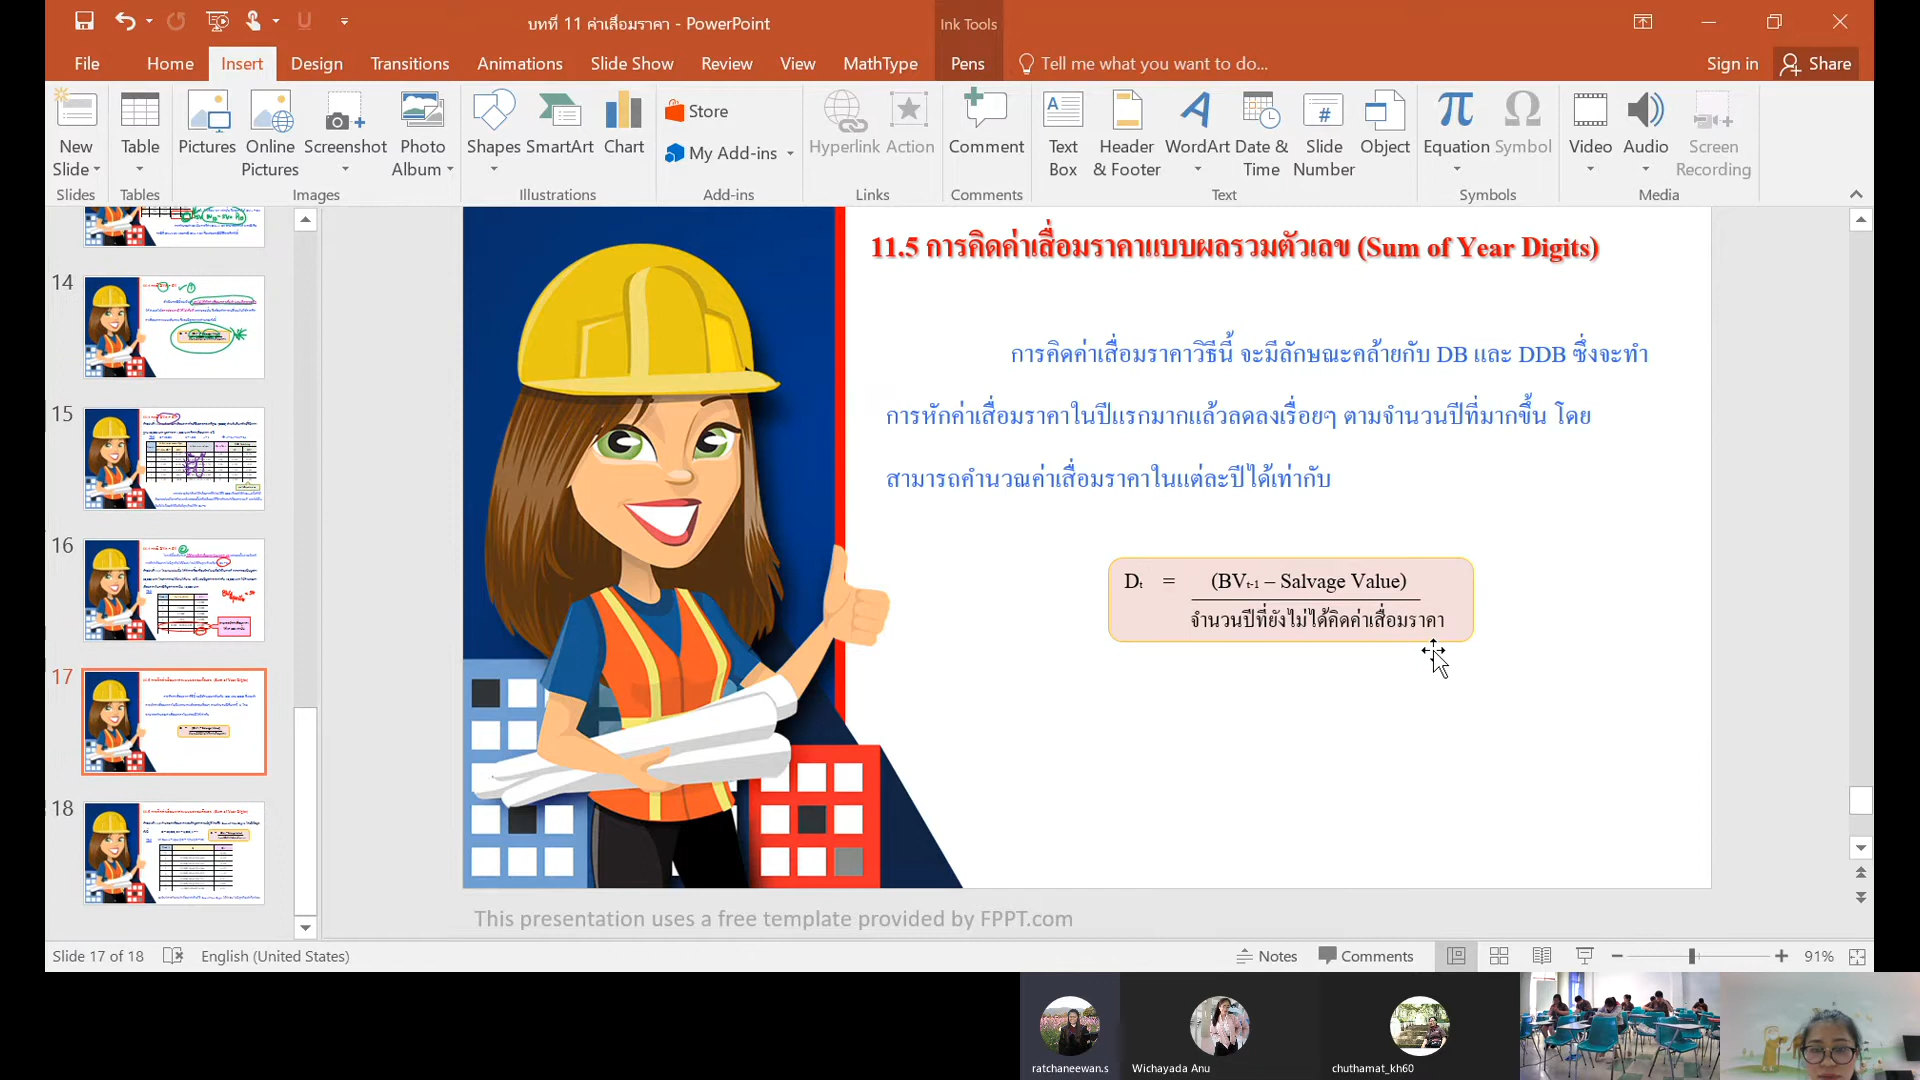 บทที่ 11 ค่าเสื่อมราคา - PowerPoint
Ink Tools
File Home Insert Design Transitions Animations Slide Show Review View MathType Pens Tell me what you want to do... Sign in Share
New Slide
Table
Pictures
Online Pictures
Screenshot
Photo Album
Shapes
SmartArt
Chart
Store
My Add-ins
Hyperlink
Action
Comment
Text Box
Header & Footer
WordArt
Date & Time
Slide Number
Object
Equation
Symbol
Video
Audio
Screen Recording
Slides Tables Images Illustrations Add-ins Links Comments Text Symbols Media
14
15
16
17
18
11.5 การคิดค่าเสื่อมราคาแบบผลรวมตัวเลข (Sum of Year Digits)
การคิดค่าเสื่อมราคาวิธีนี้ จะมีลักษณะคล้ายกับ DB และ DDB ซึ่งจะทำ
การหักค่าเสื่อมราคาในปีแรกมากแล้วลดลงเรื่อยๆ ตามจำนวนปีที่มากขึ้น โดย
สามารถคำนวณค่าเสื่อมราคาในแต่ละปีได้เท่ากับ
Dt = (BVt-1 – Salvage Value)
จำนวนปีที่ยังไม่ได้คิดค่าเสื่อมราคา
This presentation uses a free template provided by FPPT.com
Slide 17 of 18 English (United States) Notes Comments 91%
ratchaneewan.s Wichayada Anu chuthamat_kh60